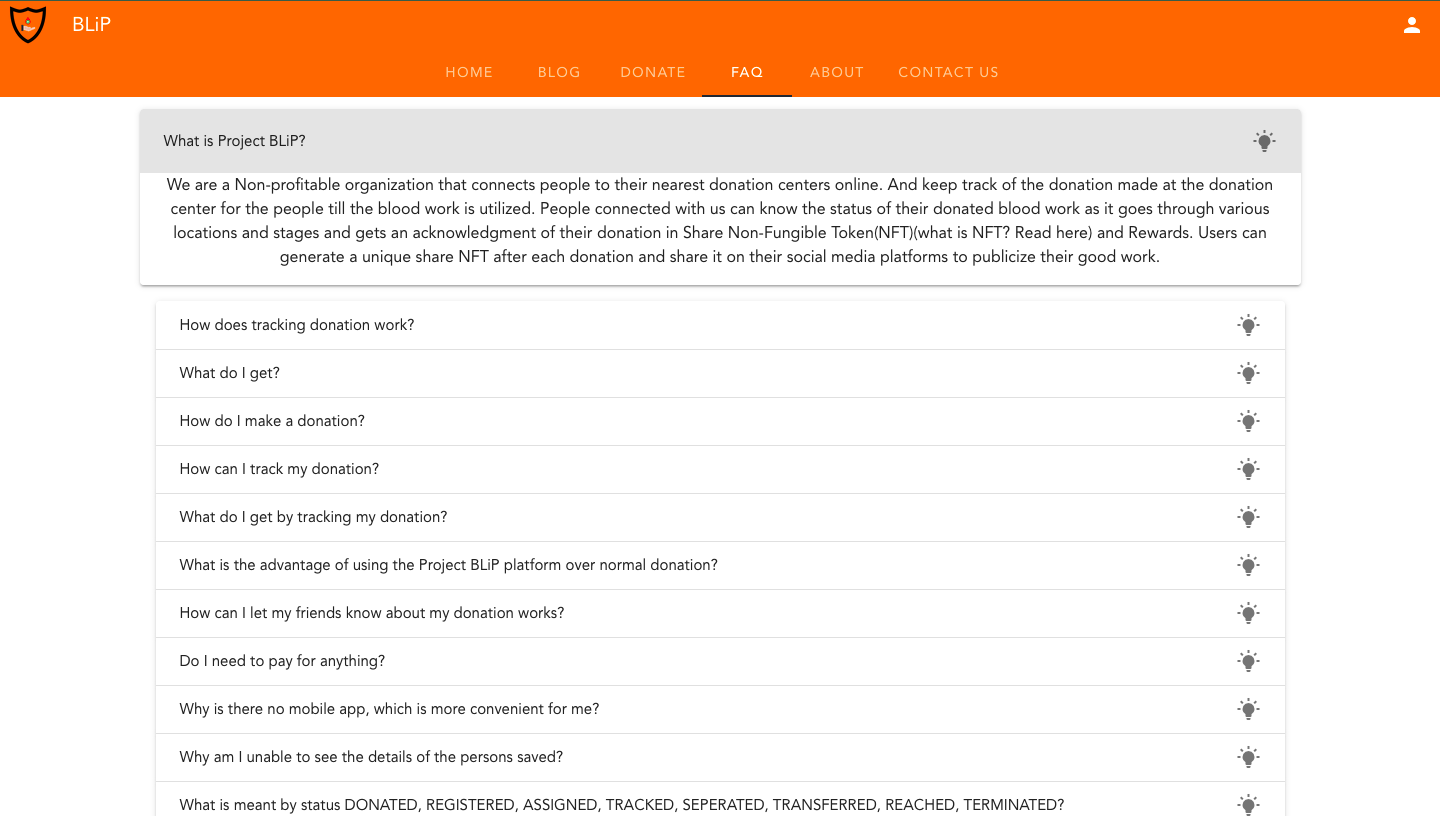 BLiP
HOME BLOG DONATE FAQ ABOUT CONTACT US
What is Project BLiP?
We are a Non-profitable organization that connects people to their nearest donation centers online. And keep track of the donation made at the donation
center for the people till the blood work is utilized. People connected with us can know the status of their donated blood work as it goes through various
locations and stages and gets an acknowledgment of their donation in Share Non-Fungible Token(NFT)(what is NFT? Read here) and Rewards. Users can
generate a unique share NFT after each donation and share it on their social media platforms to publicize their good work.
How does tracking donation work?
What do I get?
How do I make a donation?
How can I track my donation?
What do I get by tracking my donation?
What is the advantage of using the Project BLiP platform over normal donation?
How can I let my friends know about my donation works?
Do I need to pay for anything?
Why is there no mobile app, which is more convenient for me?
Why am I unable to see the details of the persons saved?
What is meant by status DONATED, REGISTERED, ASSIGNED, TRACKED, SEPERATED, TRANSFERRED, REACHED, TERMINATED?